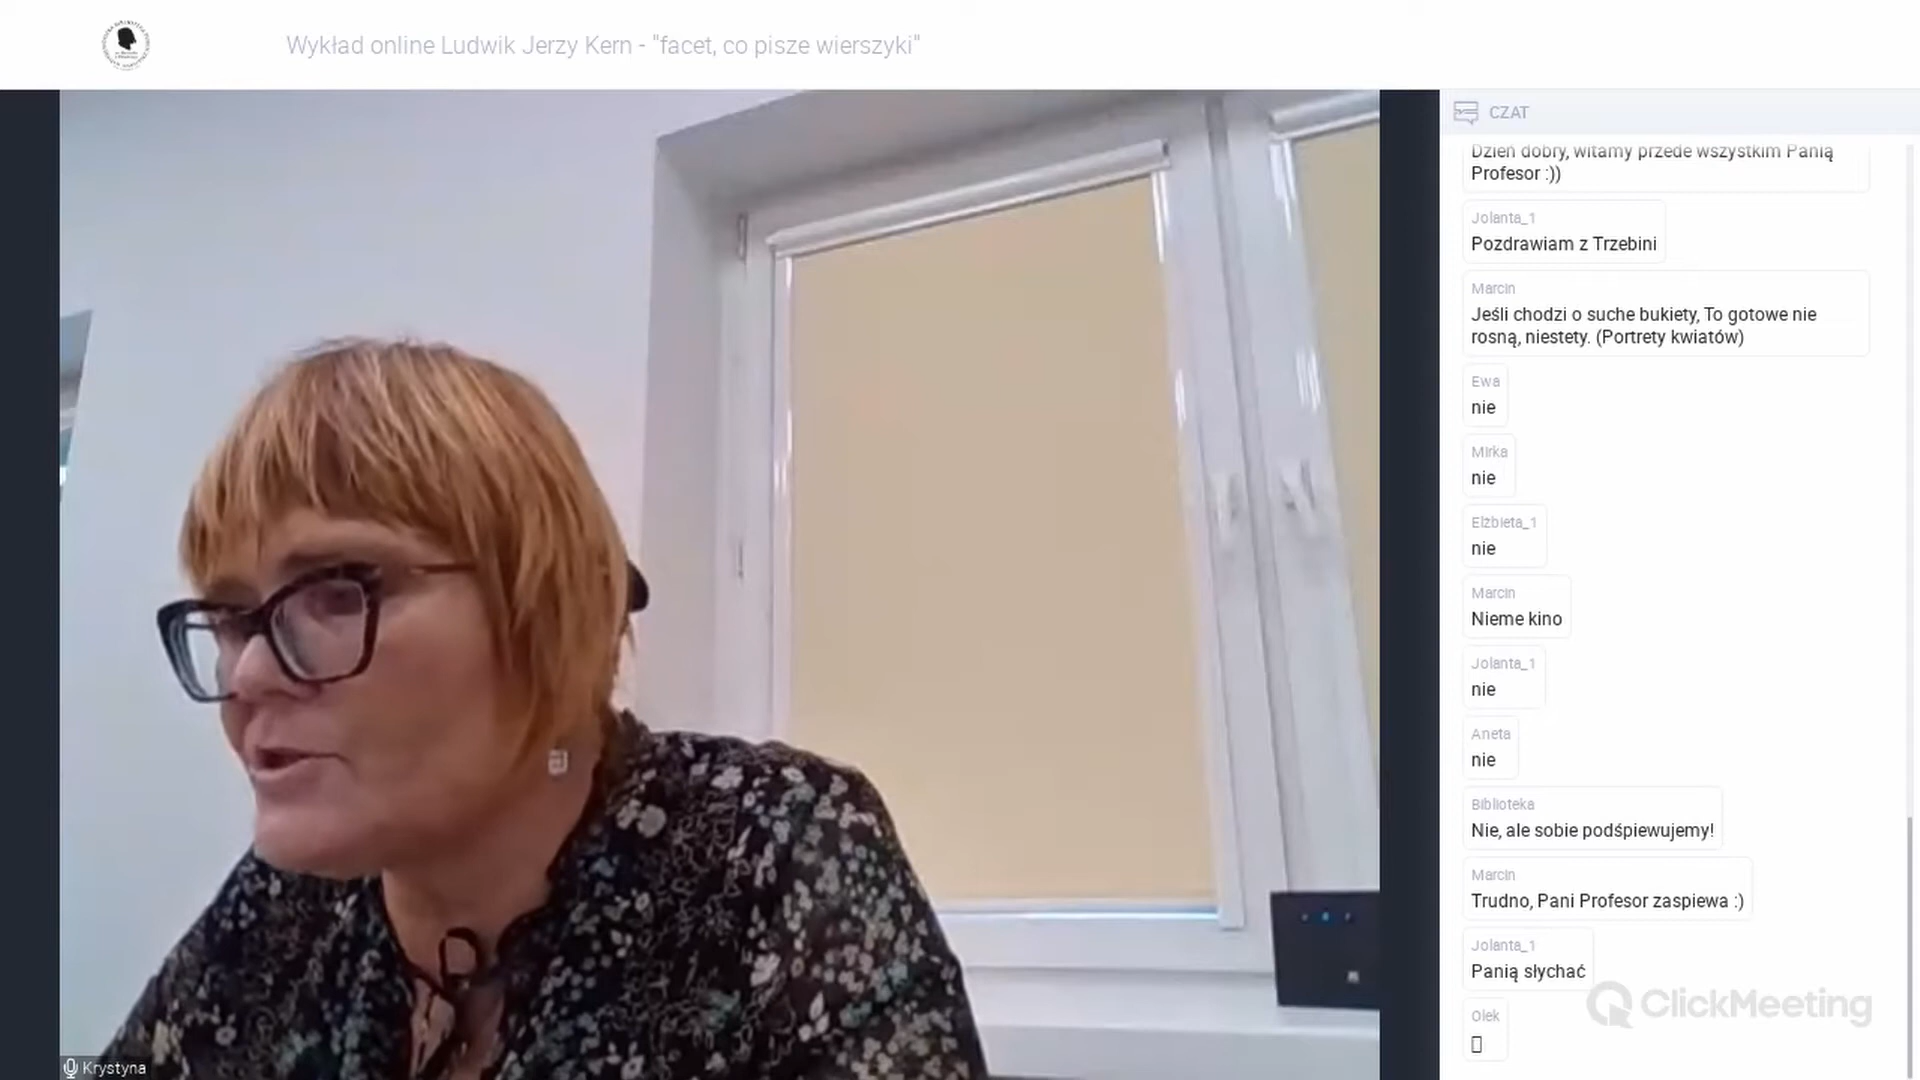 Wykład online Ludwik Jerzy Kern - "facet, co pisze wierszyki"
CZAT
Dzień dobry, witamy przede wszystkim Panią
Profesor :))
Jolanta_1
Pozdrawiam z Trzebini
Marcin
Jeśli chodzi o suche bukiety, To gotowe nie
rosną, niestety. (Portrety kwiatów)
Ewa
nie
Mirka
nie
Elżbieta_1
nie
Marcin
Nieme kino
Jolanta_1
nie
Aneta
nie
Biblioteka
Nie, ale sobie podśpiewujemy!
Marcin
Trudno, Pani Profesor zaspiewa :)
Jolanta_1
Panią słychać
ClickMeeting
Olek
Krystyna